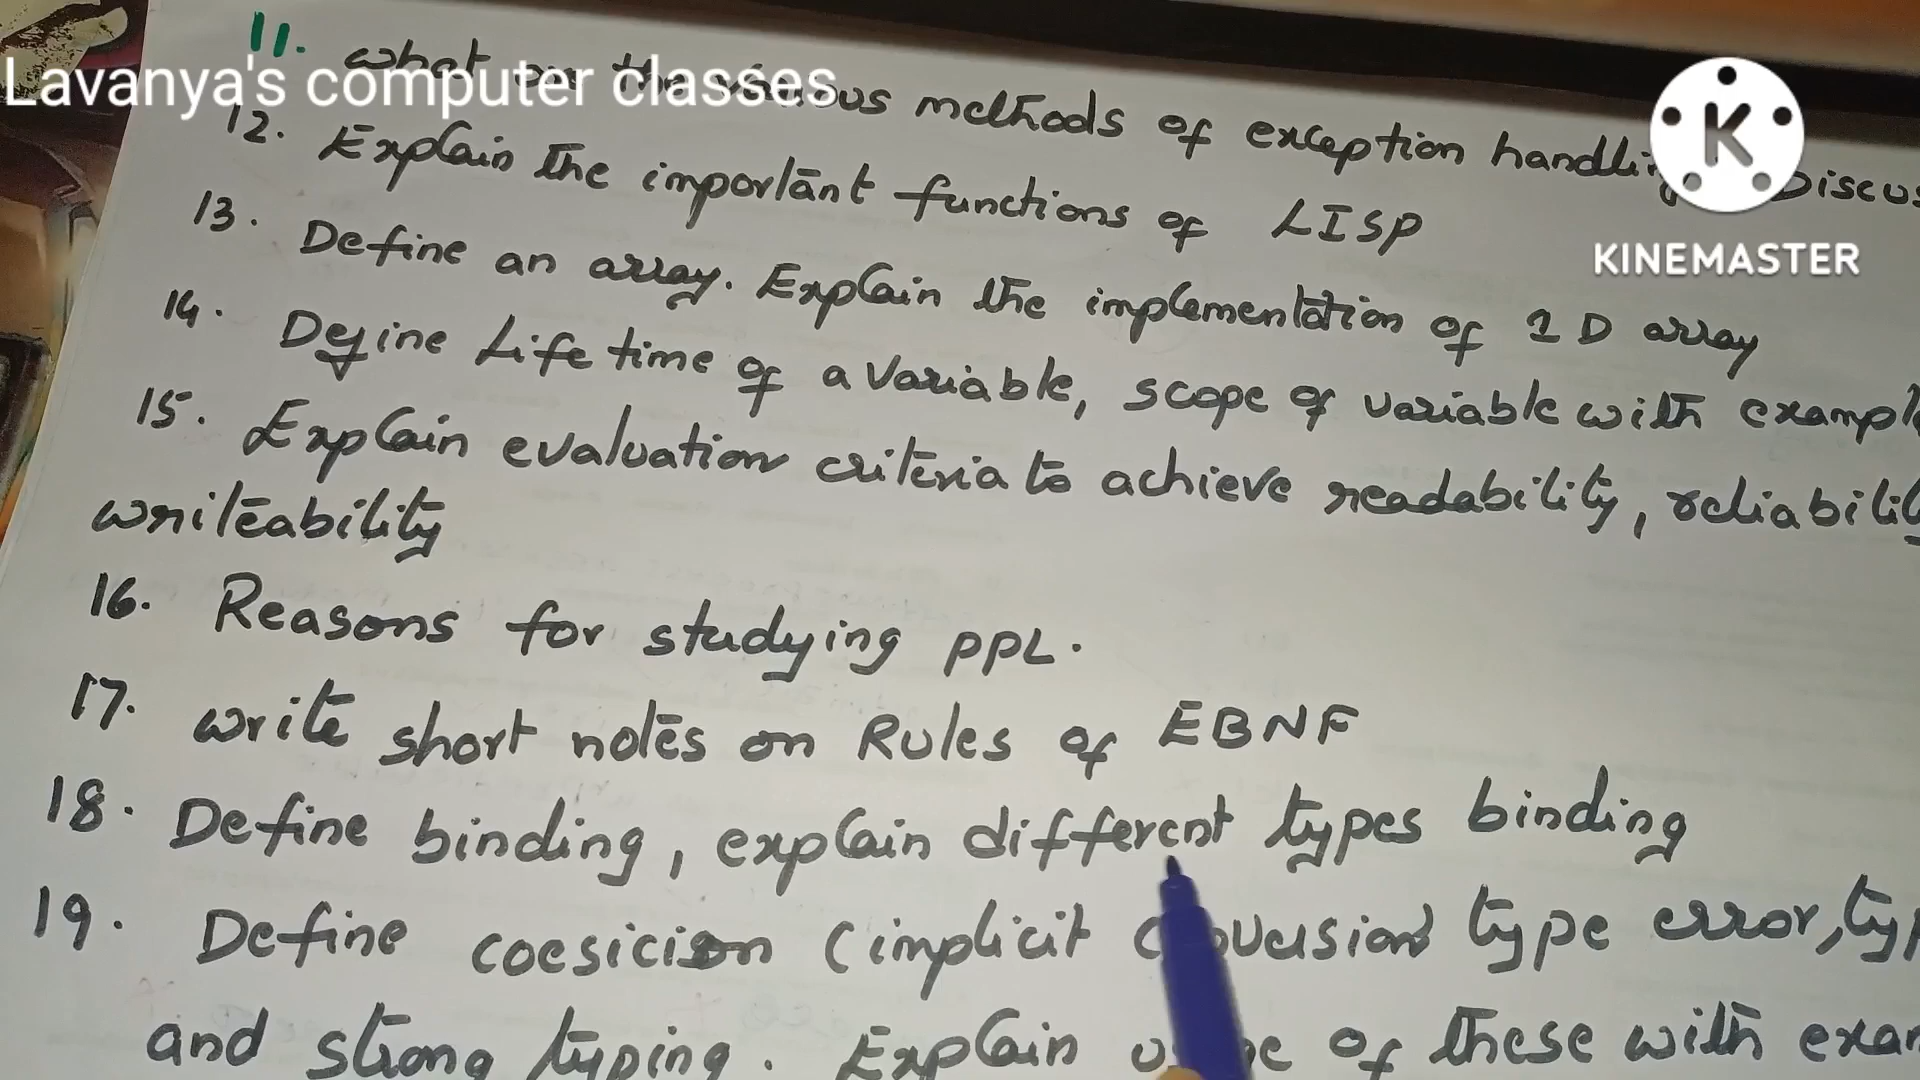 11. what are the various methods of exception handling Discus
Lavanya's computer classes
KINEMASTER
12. Explain the important functions of LISP
13. Define an array. Explain the implementation of 1D array
14. Define Life time of a variable, scope of variable with exampl
15. Explain evaluation criteria to achieve readability, reliabilit
writeability
16. Reasons for studying PPL.
17. write short notes on Rules of EBNF
18. Define binding, explain different types binding
19. Define coesicion (implicit type error, typ
and strong typing. Explain of these with exam